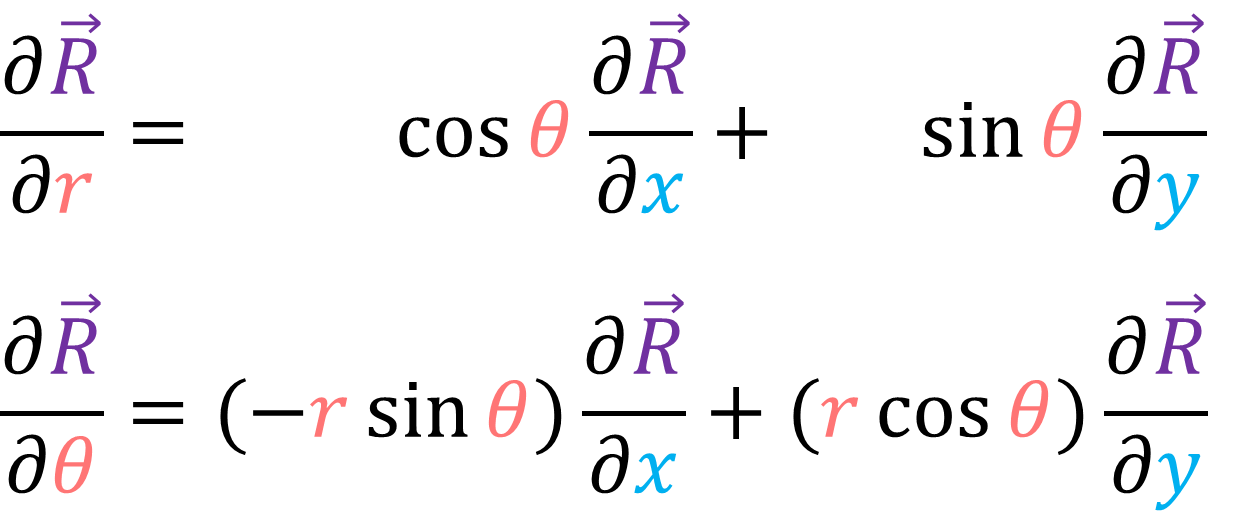 ∂R⃗/∂r = cos θ ∂R⃗/∂x + sin θ ∂R⃗/∂y
∂R⃗/∂θ = (−r sin θ) ∂R⃗/∂x + (r cos θ) ∂R⃗/∂y